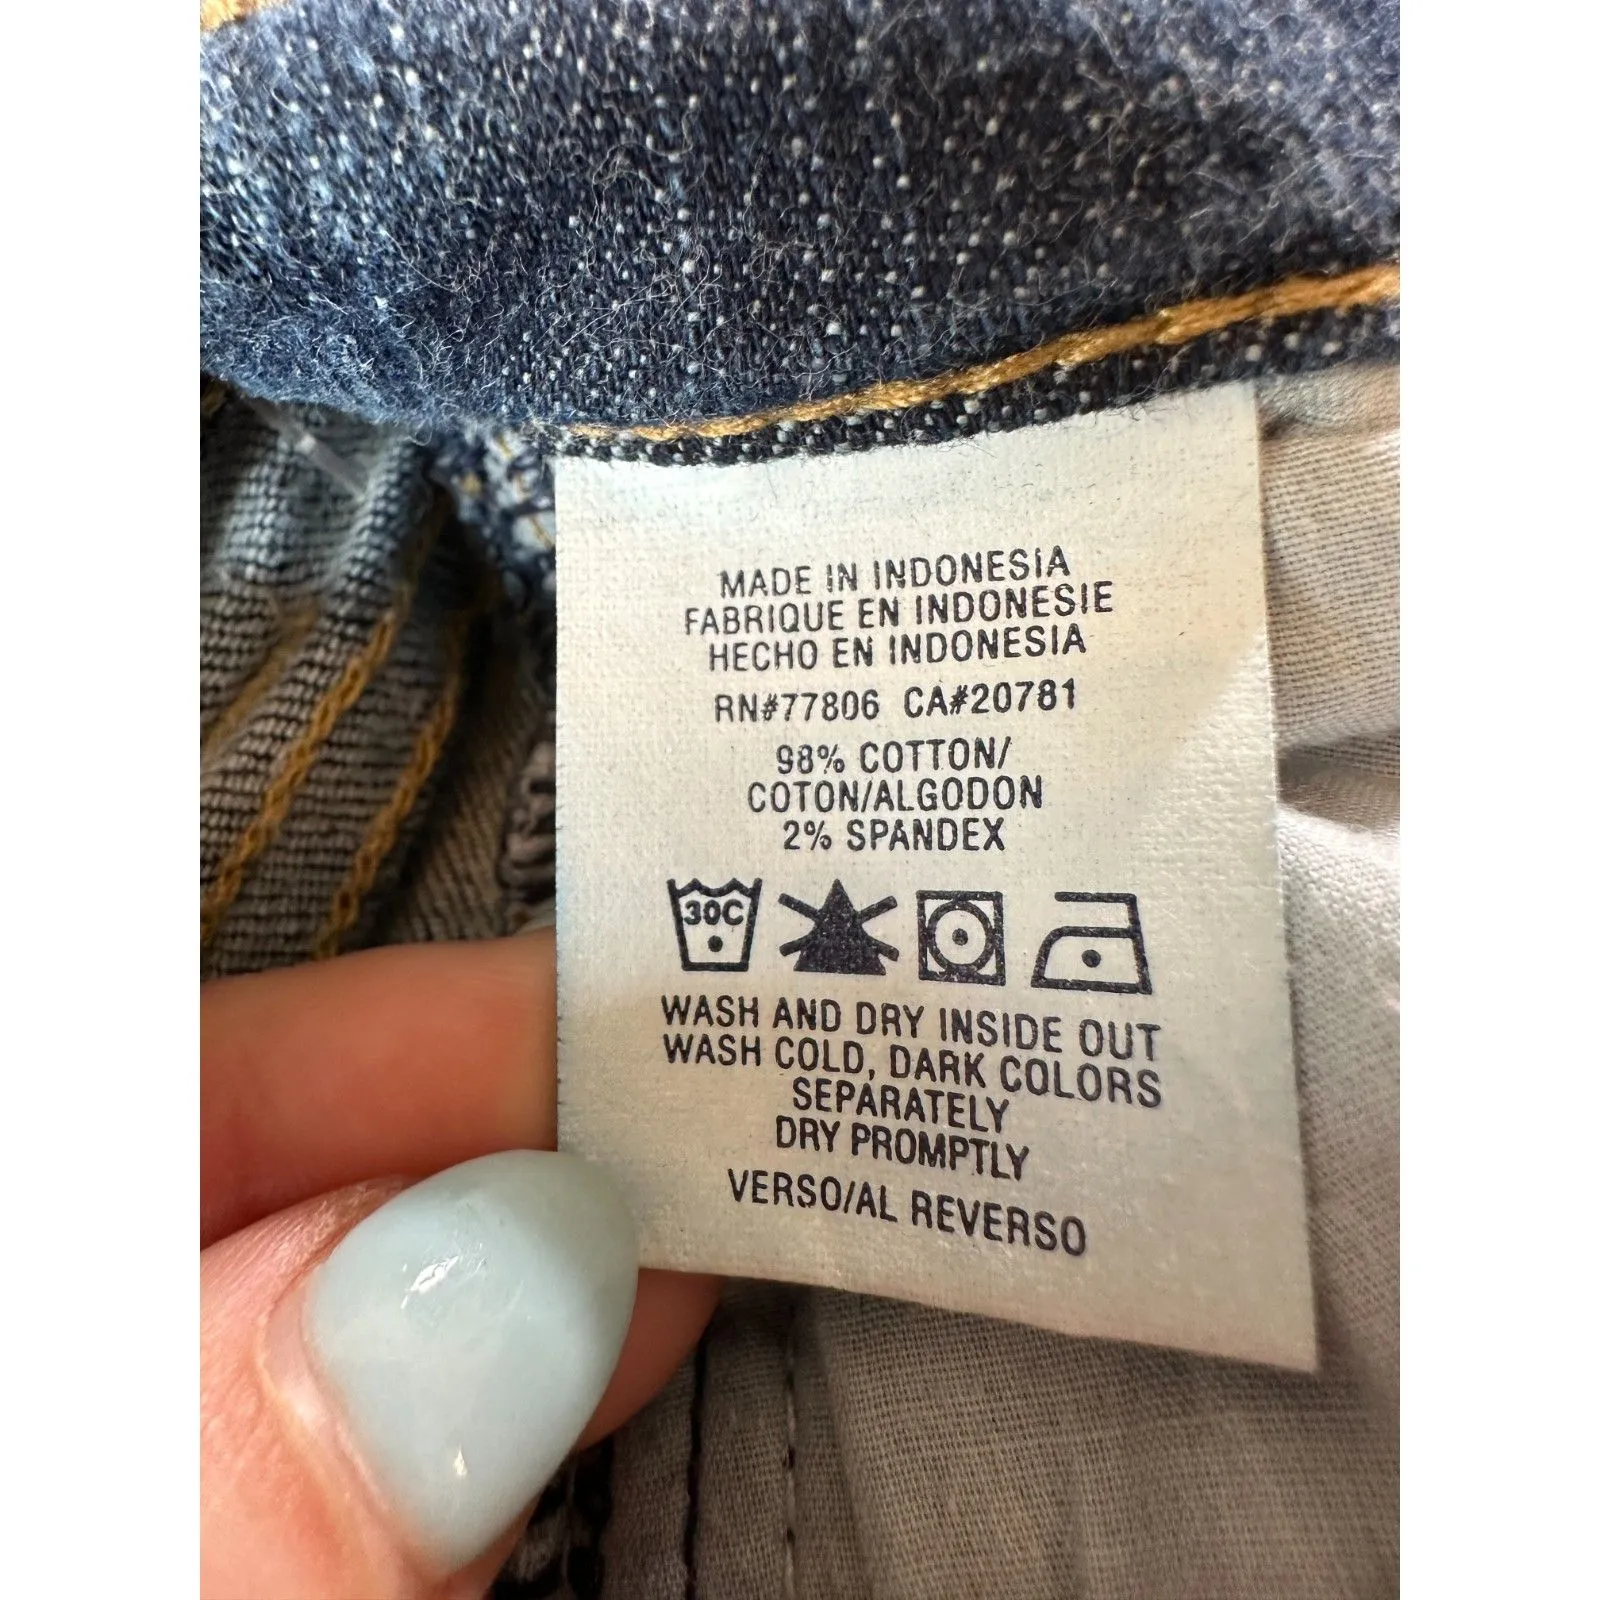 MADE IN INDONESIA
FABRIQUE EN INDONESIE
HECHO EN INDONESIA
RN#77806 CA#20781
98% COTTON/
COTON/ALGODON
2% SPANDEX
30C
WASH AND DRY INSIDE OUT
WASH COLD, DARK COLORS
SEPARATELY
DRY PROMPTLY
VERSO/AL REVERSO